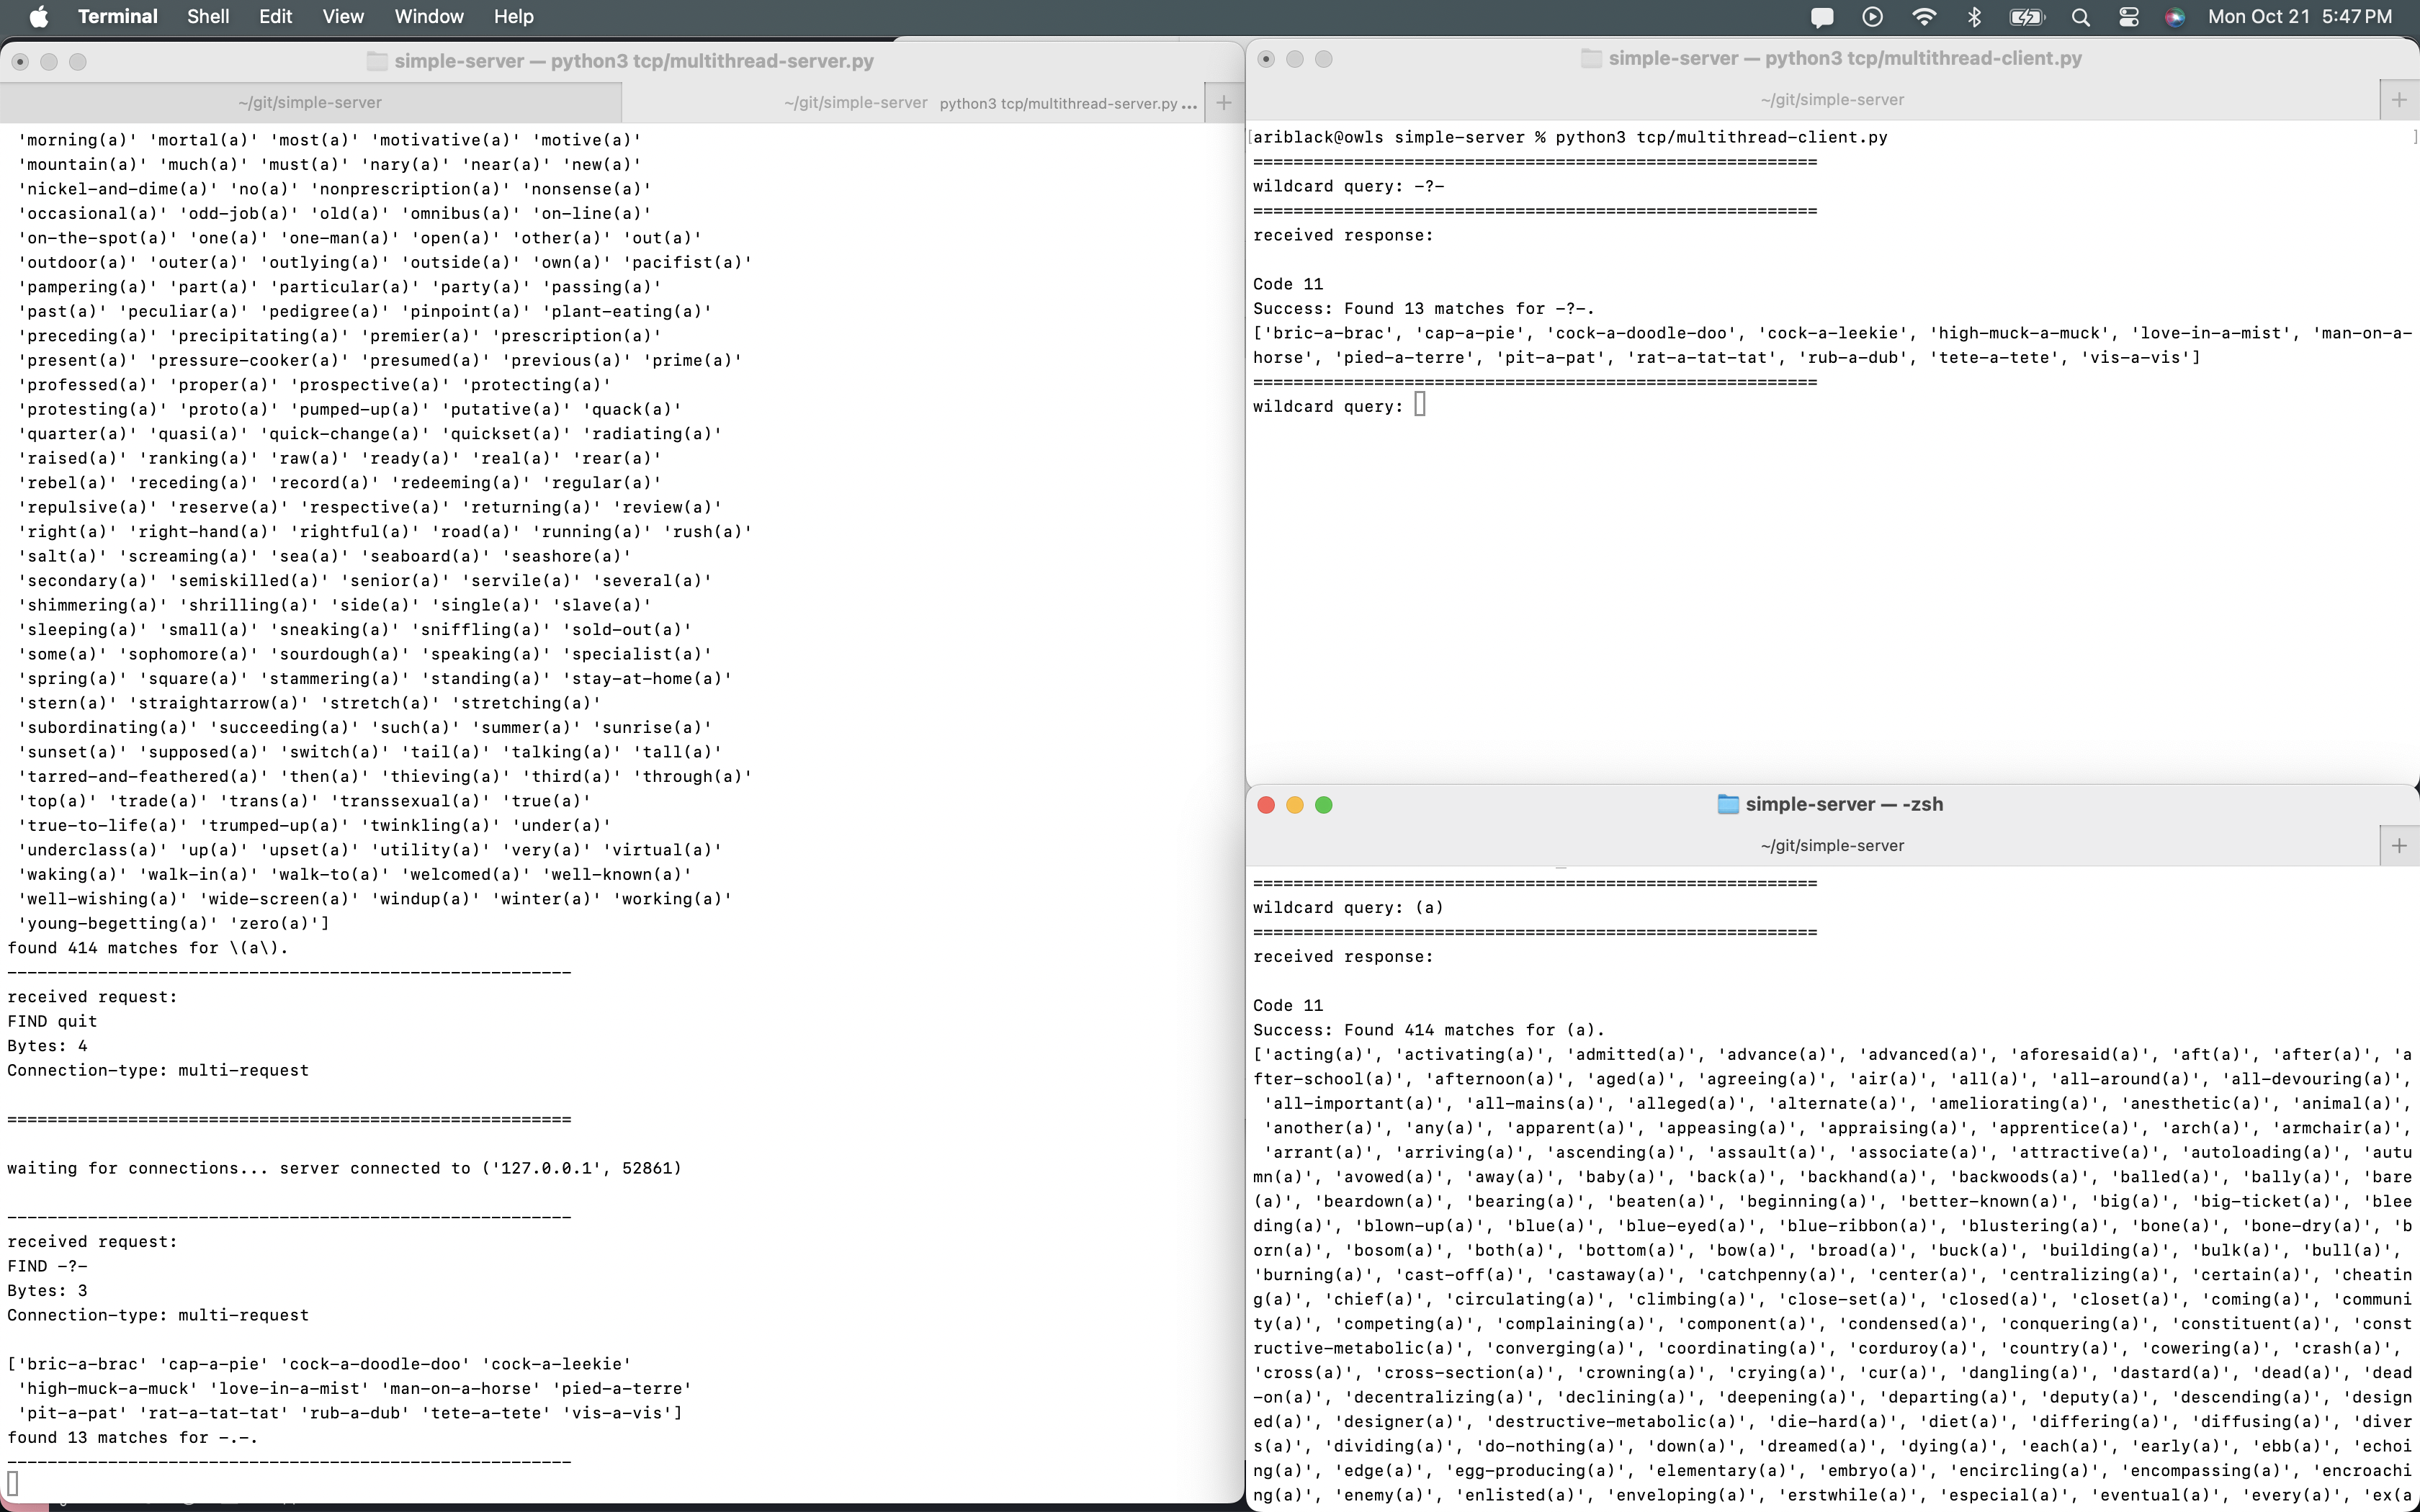 Terminal Shell Edit View Window Help Mon Oct 21 5:47 PM
simple-server — python3 tcp/multithread-server.py
~/git/simple-server ~/git/simple-server python3 tcp/multithread-server.py ...
'morning(a)' 'mortal(a)' 'most(a)' 'motivative(a)' 'motive(a)'
'mountain(a)' 'much(a)' 'must(a)' 'nary(a)' 'near(a)' 'new(a)'
'nickel-and-dime(a)' 'no(a)' 'nonprescription(a)' 'nonsense(a)'
'occasional(a)' 'odd-job(a)' 'old(a)' 'omnibus(a)' 'on-line(a)'
'on-the-spot(a)' 'one(a)' 'one-man(a)' 'open(a)' 'other(a)' 'out(a)'
'outdoor(a)' 'outer(a)' 'outlying(a)' 'outside(a)' 'own(a)' 'pacifist(a)'
'pampering(a)' 'part(a)' 'particular(a)' 'party(a)' 'passing(a)'
'past(a)' 'peculiar(a)' 'pedigree(a)' 'pinpoint(a)' 'plant-eating(a)'
'preceding(a)' 'precipitating(a)' 'premier(a)' 'prescription(a)'
'present(a)' 'pressure-cooker(a)' 'presumed(a)' 'previous(a)' 'prime(a)'
'professed(a)' 'proper(a)' 'prospective(a)' 'protecting(a)'
'protesting(a)' 'proto(a)' 'pumped-up(a)' 'putative(a)' 'quack(a)'
'quarter(a)' 'quasi(a)' 'quick-change(a)' 'quickset(a)' 'radiating(a)'
'raised(a)' 'ranking(a)' 'raw(a)' 'ready(a)' 'real(a)' 'rear(a)'
'rebel(a)' 'receding(a)' 'record(a)' 'redeeming(a)' 'regular(a)'
'repulsive(a)' 'reserve(a)' 'respective(a)' 'returning(a)' 'review(a)'
'right(a)' 'right-hand(a)' 'rightful(a)' 'road(a)' 'running(a)' 'rush(a)'
'salt(a)' 'screaming(a)' 'sea(a)' 'seaboard(a)' 'seashore(a)'
'secondary(a)' 'semiskilled(a)' 'senior(a)' 'servile(a)' 'several(a)'
'shimmering(a)' 'shrilling(a)' 'side(a)' 'single(a)' 'slave(a)'
'sleeping(a)' 'small(a)' 'sneaking(a)' 'sniffling(a)' 'sold-out(a)'
'some(a)' 'sophomore(a)' 'sourdough(a)' 'speaking(a)' 'specialist(a)'
'spring(a)' 'square(a)' 'stammering(a)' 'standing(a)' 'stay-at-home(a)'
'stern(a)' 'straightarrow(a)' 'stretch(a)' 'stretching(a)'
'subordinating(a)' 'succeeding(a)' 'such(a)' 'summer(a)' 'sunrise(a)'
'sunset(a)' 'supposed(a)' 'switch(a)' 'tail(a)' 'talking(a)' 'tall(a)'
'tarred-and-feathered(a)' 'then(a)' 'thieving(a)' 'third(a)' 'through(a)'
'top(a)' 'trade(a)' 'trans(a)' 'transsexual(a)' 'true(a)'
'true-to-life(a)' 'trumped-up(a)' 'twinkling(a)' 'under(a)'
'underclass(a)' 'up(a)' 'upset(a)' 'utility(a)' 'very(a)' 'virtual(a)'
'waking(a)' 'walk-in(a)' 'walk-to(a)' 'welcomed(a)' 'well-known(a)'
'well-wishing(a)' 'wide-screen(a)' 'windup(a)' 'winter(a)' 'working(a)'
'young-begetting(a)' 'zero(a)']
found 414 matches for \(a\).
--------------------------------------------------------
received request:
FIND quit
Bytes: 4
Connection-type: multi-request
========================================================
waiting for connections... server connected to ('127.0.0.1', 52861)
--------------------------------------------------------
received request:
FIND -?-
Bytes: 3
Connection-type: multi-request
['bric-a-brac' 'cap-a-pie' 'cock-a-doodle-doo' 'cock-a-leekie'
'high-muck-a-muck' 'love-in-a-mist' 'man-on-a-horse' 'pied-a-terre'
'pit-a-pat' 'rat-a-tat-tat' 'rub-a-dub' 'tete-a-tete' 'vis-a-vis']
found 13 matches for -.-.
--------------------------------------------------------
simple-server — python3 tcp/multithread-client.py
~/git/simple-server
[ariblack@owls simple-server % python3 tcp/multithread-client.py ]
========================================================
wildcard query: -?-
========================================================
received response:
Code 11
Success: Found 13 matches for -?-.
['bric-a-brac', 'cap-a-pie', 'cock-a-doodle-doo', 'cock-a-leekie', 'high-muck-a-muck', 'love-in-a-mist', 'man-on-a-
horse', 'pied-a-terre', 'pit-a-pat', 'rat-a-tat-tat', 'rub-a-dub', 'tete-a-tete', 'vis-a-vis']
========================================================
wildcard query:
simple-server — -zsh
~/git/simple-server
========================================================
wildcard query: (a)
========================================================
received response:
Code 11
Success: Found 414 matches for (a).
['acting(a)', 'activating(a)', 'admitted(a)', 'advance(a)', 'advanced(a)', 'aforesaid(a)', 'aft(a)', 'after(a)', 'a
fter-school(a)', 'afternoon(a)', 'aged(a)', 'agreeing(a)', 'air(a)', 'all(a)', 'all-around(a)', 'all-devouring(a)',
'all-important(a)', 'all-mains(a)', 'alleged(a)', 'alternate(a)', 'ameliorating(a)', 'anesthetic(a)', 'animal(a)',
'another(a)', 'any(a)', 'apparent(a)', 'appeasing(a)', 'appraising(a)', 'apprentice(a)', 'arch(a)', 'armchair(a)',
'arrant(a)', 'arriving(a)', 'ascending(a)', 'assault(a)', 'associate(a)', 'attractive(a)', 'autoloading(a)', 'autu
mn(a)', 'avowed(a)', 'away(a)', 'baby(a)', 'back(a)', 'backhand(a)', 'backwoods(a)', 'balled(a)', 'bally(a)', 'bare
(a)', 'beardown(a)', 'bearing(a)', 'beaten(a)', 'beginning(a)', 'better-known(a)', 'big(a)', 'big-ticket(a)', 'blee
ding(a)', 'blown-up(a)', 'blue(a)', 'blue-eyed(a)', 'blue-ribbon(a)', 'blustering(a)', 'bone(a)', 'bone-dry(a)', 'b
orn(a)', 'bosom(a)', 'both(a)', 'bottom(a)', 'bow(a)', 'broad(a)', 'buck(a)', 'building(a)', 'bulk(a)', 'bull(a)',
'burning(a)', 'cast-off(a)', 'castaway(a)', 'catchpenny(a)', 'center(a)', 'centralizing(a)', 'certain(a)', 'cheatin
g(a)', 'chief(a)', 'circulating(a)', 'climbing(a)', 'close-set(a)', 'closed(a)', 'closet(a)', 'coming(a)', 'communi
ty(a)', 'competing(a)', 'complaining(a)', 'component(a)', 'condensed(a)', 'conquering(a)', 'constituent(a)', 'const
ructive-metabolic(a)', 'converging(a)', 'coordinating(a)', 'corduroy(a)', 'country(a)', 'cowering(a)', 'crash(a)',
'cross(a)', 'cross-section(a)', 'crowning(a)', 'crying(a)', 'cur(a)', 'dangling(a)', 'dastard(a)', 'dead(a)', 'dead
-on(a)', 'decentralizing(a)', 'declining(a)', 'deepening(a)', 'departing(a)', 'deputy(a)', 'descending(a)', 'design
ed(a)', 'designer(a)', 'destructive-metabolic(a)', 'die-hard(a)', 'diet(a)', 'differing(a)', 'diffusing(a)', 'diver
s(a)', 'dividing(a)', 'do-nothing(a)', 'down(a)', 'dreamed(a)', 'dying(a)', 'each(a)', 'early(a)', 'ebb(a)', 'echoi
ng(a)', 'edge(a)', 'egg-producing(a)', 'elementary(a)', 'embryo(a)', 'encircling(a)', 'encompassing(a)', 'encroachi
ng(a)', 'enemy(a)', 'enlisted(a)', 'enveloping(a)', 'erstwhile(a)', 'especial(a)', 'eventual(a)', 'every(a)', 'ex(a